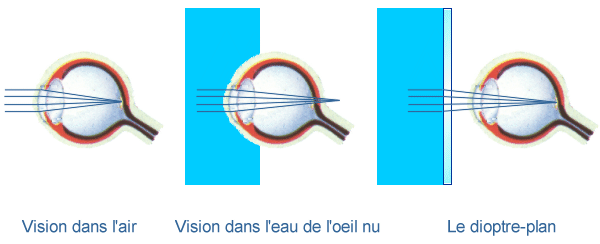 Vision dans l'air
Vision dans l'eau de l'oeil nu
Le dioptre-plan